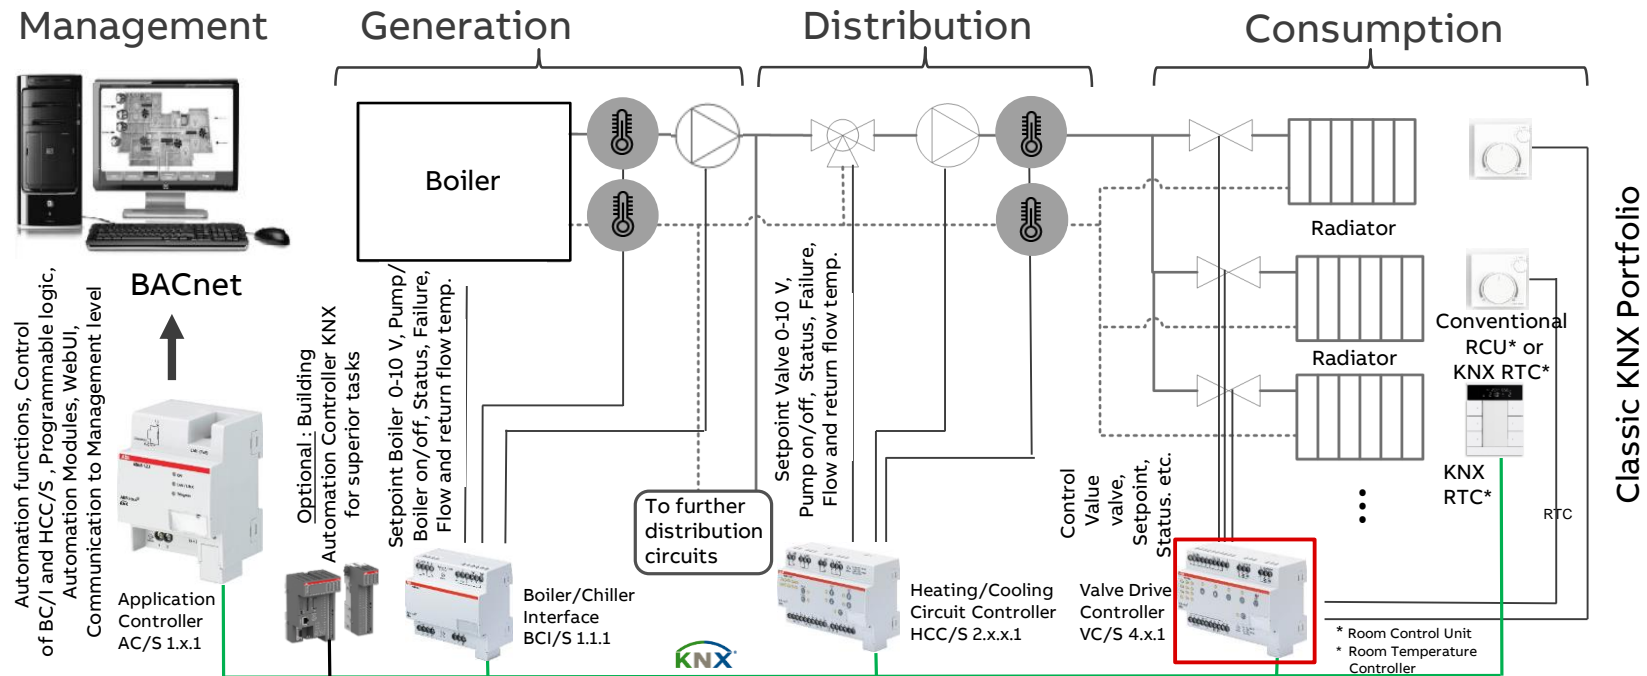 Management
Generation
Distribution
Consumption
Boiler
Radiator
Radiator
Classic KNX Portfolio
BACnet
Automation functions, Control
of BC/I and HCC/S , Programmable logic,
Automation Modules, WebUI,
Communication to Management level
Optional : Building
Automation Controller KNX
for superior tasks
Setpoint Boiler 0-10 V, Pump/
Boiler on/off, Status, Failure,
Flow and return flow temp.
Setpoint Valve 0-10 V,
Pump on/off, Status, Failure,
Flow and return flow temp.
Control
Value
valve,
Setpoint,
Status. etc.
Conventional
RCU* or
KNX RTC*
KNX
RTC*
RTC
To further
distribution
circuits
Application
Controller
AC/S 1.x.1
Boiler/Chiller
Interface
BCI/S 1.1.1
Heating/Cooling
Circuit Controller
HCC/S 2.x.x.1
Valve Drive
Controller
VC/S 4.x.1
* Room Control Unit
* Room Temperature
Controller
KNX